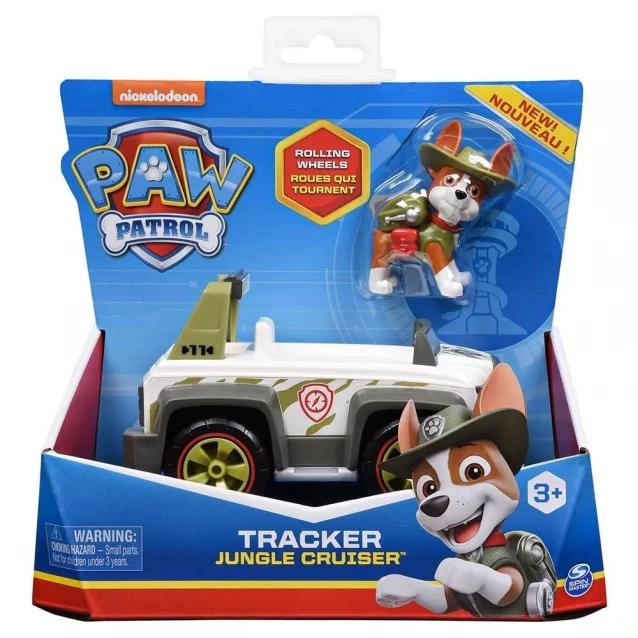 nickelodeon
PAW
PATROL
ROLLING
WHEELS
ROUES QUI
TOURNENT
NEW!
NOUVEAU!
11
TRACKER
JUNGLE CRUISER™
3+
WARNING:
CHOKING HAZARD – Small parts.
Not for children under 3 years.
SPIN
MASTER